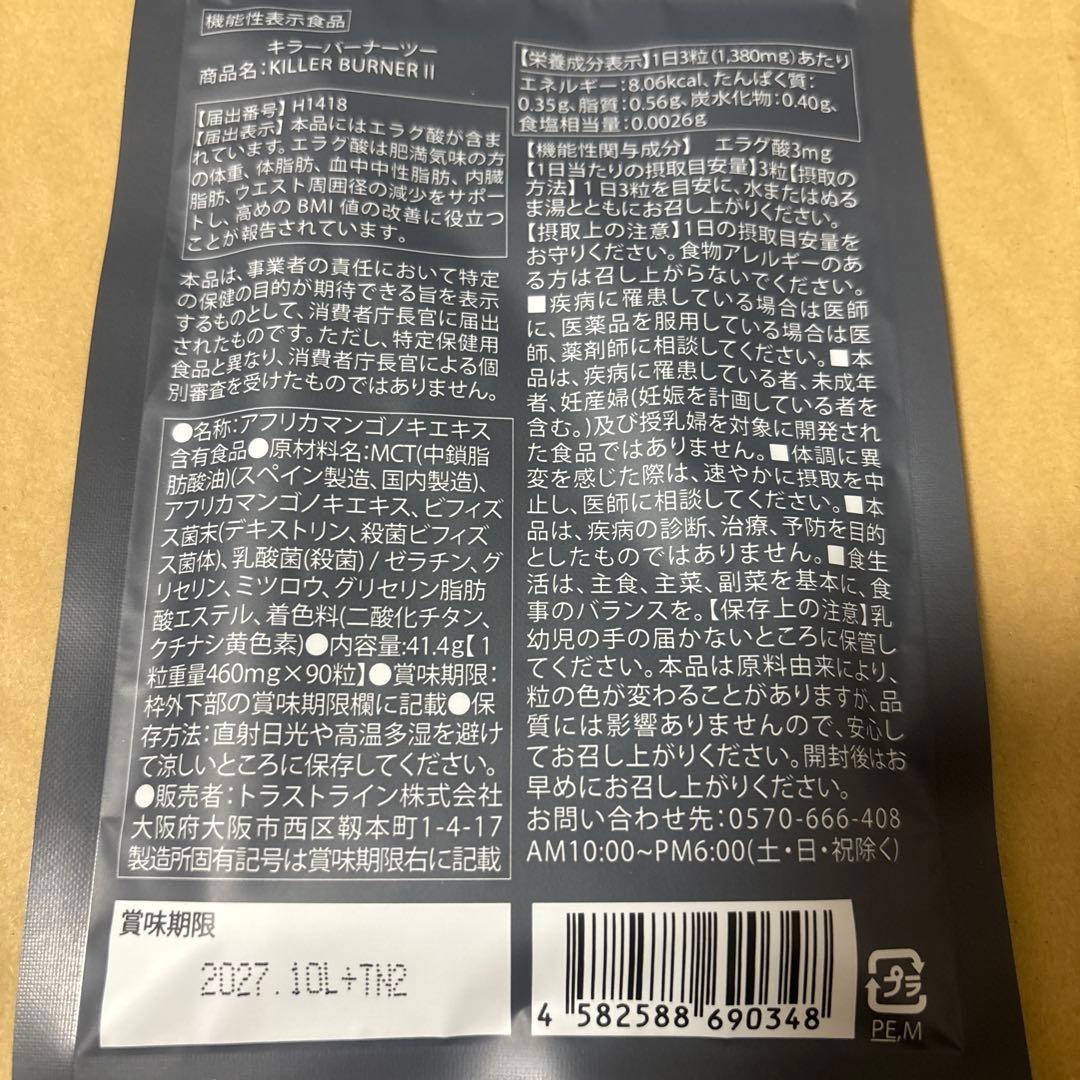 機能性表示食品
キラーバーナーツー
商品名:KILLER BURNER II
【届出番号】H1418
【届出表示】本品にはエラグ酸が含ま
れています。エラグ酸は肥満気味の方
の体重、体脂肪、血中中性脂肪、内臓
脂肪、ウエスト周囲径の減少をサポー
トし、高めのBMI値の改善に役立つ
ことが報告されています。
本品は、事業者の責任において特定
の保健の目的が期待できる旨を表示
するものとして、消費者庁長官に届出
されたものです。ただし、特定保健用
食品と異なり、消費者庁長官による個
別審査を受けたものではありません。
●名称:アフリカマンゴノキエキス
含有食品●原材料名:MCT(中鎖脂
肪酸油)(スペイン製造、国内製造)、
アフリカマンゴノキエキス、ビフィズ
ス菌末(デキストリン、殺菌ビフィズ
ス菌体)、乳酸菌(殺菌) / ゼラチン、グ
リセリン、ミツロウ、グリセリン脂肪
酸エステル、着色料(二酸化チタン、
クチナシ黄色素)●内容量:41.4g【1
粒重量460mg×90粒】●賞味期限:
枠外下部の賞味期限欄に記載●保
存方法:直射日光や高温多湿を避け
て涼しいところに保存してください。
●販売者:トラストライン株式会社
大阪府大阪市西区靱本町1-4-17
製造所固有記号は賞味期限右に記載
【栄養成分表示】1日3粒(1,380mg)あたり
エネルギー:8.06kcal、たんぱく質:
0.35g、脂質:0.56g、炭水化物:0.40g、
食塩相当量:0.0026g
【機能性関与成分】 エラグ酸3mg
【1日当たりの摂取目安量】3粒【摂取の
方法】1日3粒を目安に、水またはぬる
ま湯とともにお召し上がりください。
【摂取上の注意】1日の摂取目安量を
お守りください。食物アレルギーのあ
る方は召し上がらないでください。
■疾病に罹患している場合は医師
に、医薬品を服用している場合は医
師、薬剤師に相談してください。■本
品は、疾病に罹患している者、未成年
者、妊産婦(妊娠を計画している者を
含む。)及び授乳婦を対象に開発され
た食品ではありません。■体調に異
変を感じた際は、速やかに摂取を中
止し、医師に相談してください。■本
品は、疾病の診断、治療、予防を目的
としたものではありません。■食生
活は、主食、主菜、副菜を基本に、食
事のバランスを。【保存上の注意】乳
幼児の手の届かないところに保管し
てください。本品は原料由来により、
粒の色が変わることがありますが、品
質には影響ありませんので、安心し
てお召し上がりください。開封後はお
早めにお召し上がりください。
お問い合わせ先:0570-666-408
AM10:00~PM6:00(土・日・祝除く)
賞味期限
2027.10L+TN2
4 582588 690348
プラ
PE,M